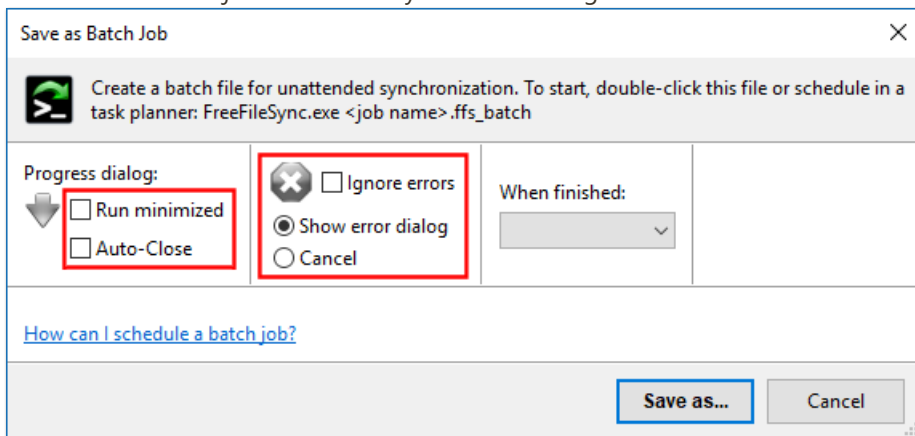 Save as Batch Job
Create a batch file for unattended synchronization. To start, double-click this file or schedule in a
task planner: FreeFileSync.exe <job name>.ffs_batch
Progress dialog:
Run minimized
Auto-Close
Ignore errors
Show error dialog
Cancel
When finished:
How can I schedule a batch job?
Save as...
Cancel